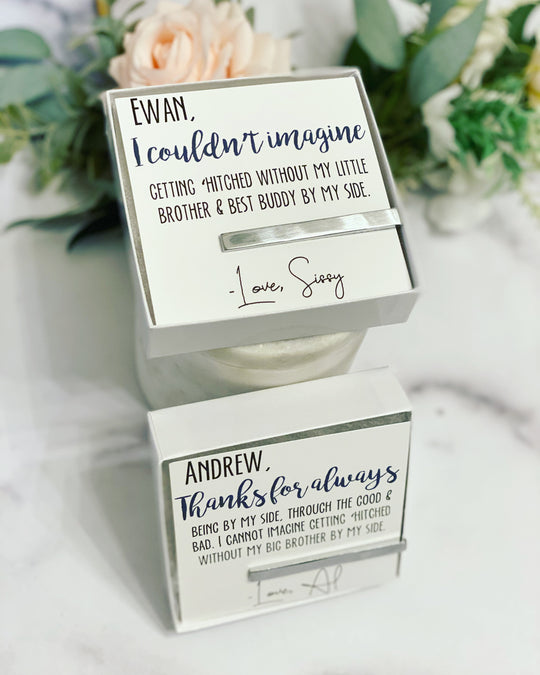 EWAN,
I couldn't imagine
GETTING 'HITCHED WITHOUT MY LITTLE
BROTHER & BEST BUDDY BY MY SIDE.
-Love, Sissy
ANDREW,
Thanks for always
BEING BY MY SIDE, THROUGH THE GOOD &
BAD. I CANNOT IMAGINE GETTING 'HITCHED
WITHOUT MY BIG BROTHER BY MY SIDE.
-Love, Al